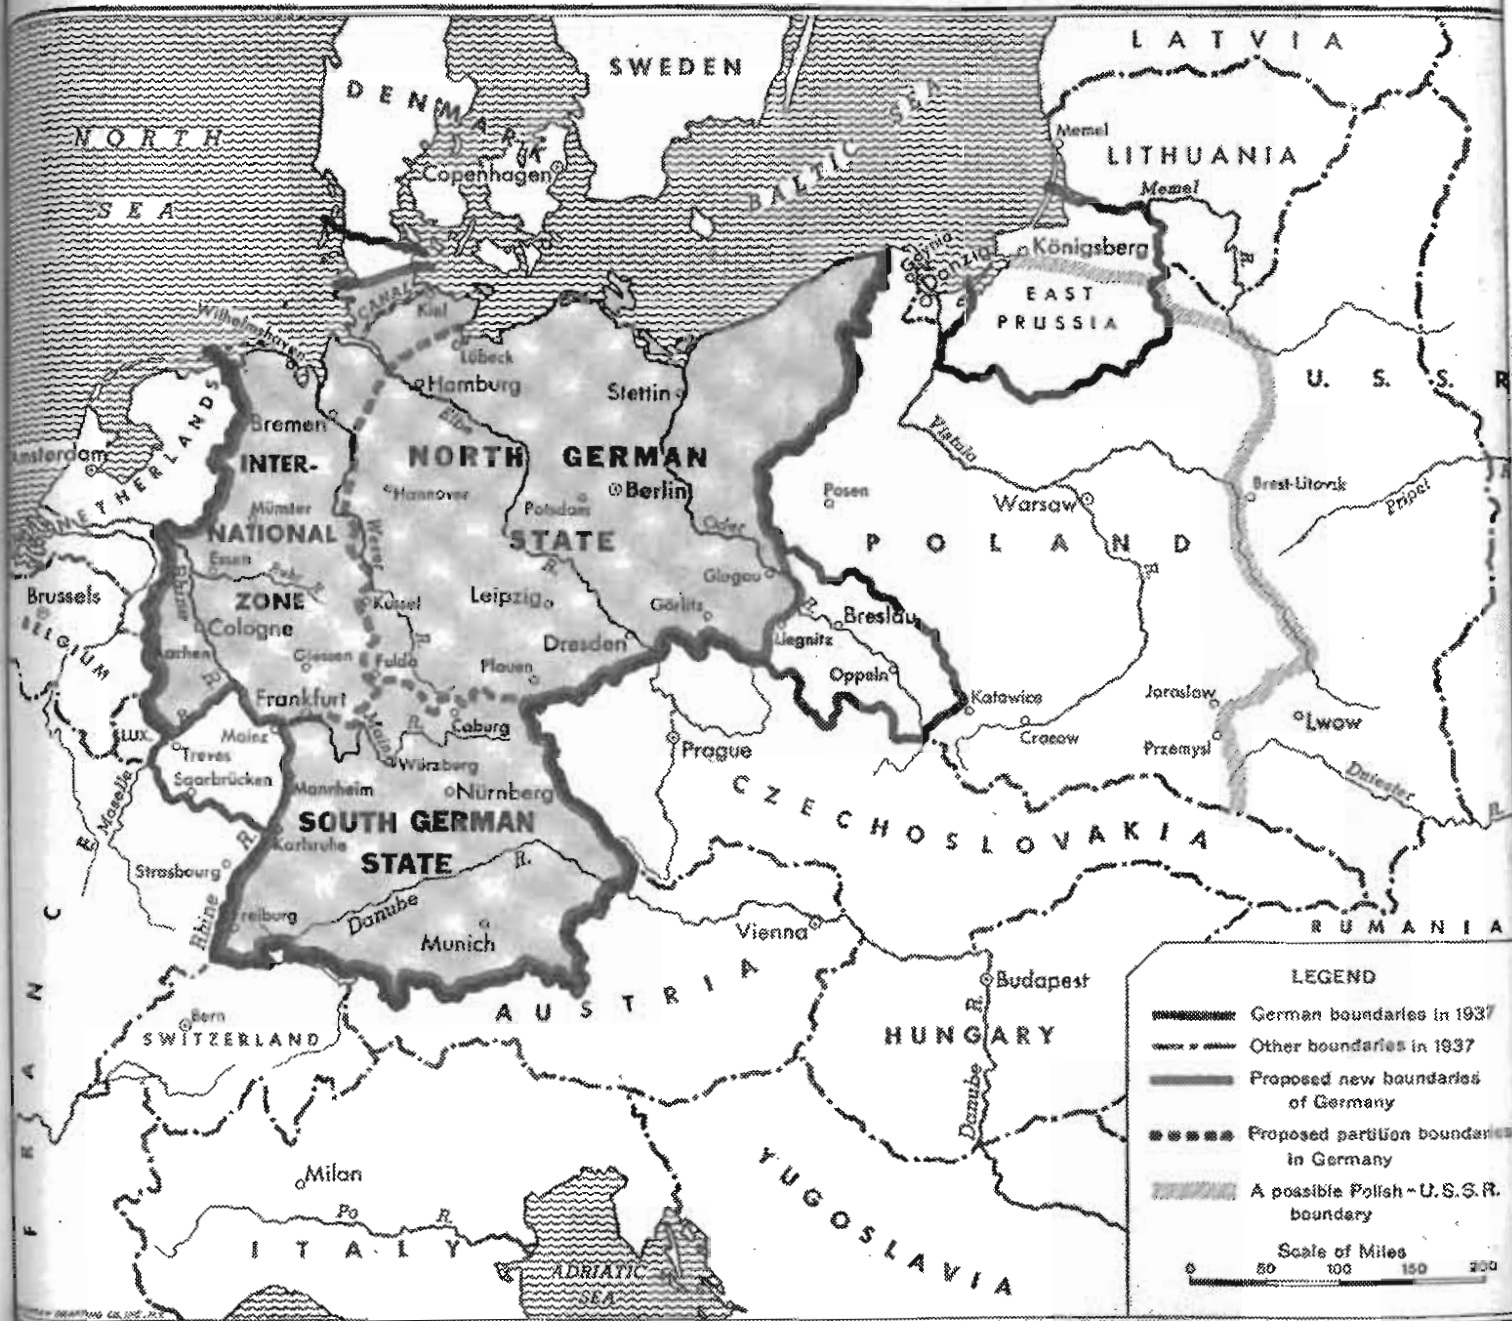 LATVIA
SWEDEN
DENMARK
NORTH
SEA
BALTIC SEA
Copenhagen
Memel
LITHUANIA
Memel
R.
Königsberg
Gdynia
Danzig
EAST
PRUSSIA
CANAL
Kiel
Wilhelmshaven
Lübeck
Hamburg
Stettin
U. S. S. R
NETHERLANDS
Bremen
Elbe
Vistula
INTER-
NORTH GERMAN
Hannover
Berlin
Posen
Warsaw
Brest-Litovsk
Pripet
Münster
Potsdam
NATIONAL
STATE
Oder
POLAND
Weser
R.
R.
Essen
Ruhr R.
Rhine
Glogau
Brussels
BELGIUM
ZONE
Kassel
Leipzig
Görlitz
R.
Breslau
Cologne
Dresden
Liegnitz
Aachen
Giessen
Fulda
Plauen
Oppeln
R.
Frankfurt
Katowice
Jaroslaw
Lwow
LUX.
R.
Mainz
Main
R.
Coburg
Cracow
Przemysl
Treves
Würzburg
Prague
Saarbrücken
Mannheim
Nürnberg
Moselle
CZECHOSLOVAKIA
Dniester
R.
R.
SOUTH GERMAN
Karlsruhe
STATE
R.
Strasbourg
Danube
Rhine
Freiburg
Munich
Vienna
RUMANIA
FRANCE
AUSTRIA
Budapest
R.
Bern
SWITZERLAND
HUNGARY
Danube
Milan
Po R.
ITALY
ADRIATIC
SEA
YUGOSLAVIA
LEGEND
German boundaries in 1937
Other boundaries in 1937
Proposed new boundaries
of Germany
Proposed partition boundaries
in Germany
A possible Polish-U.S.S.R.
boundary
Scale of Miles
0 50 100 150 200